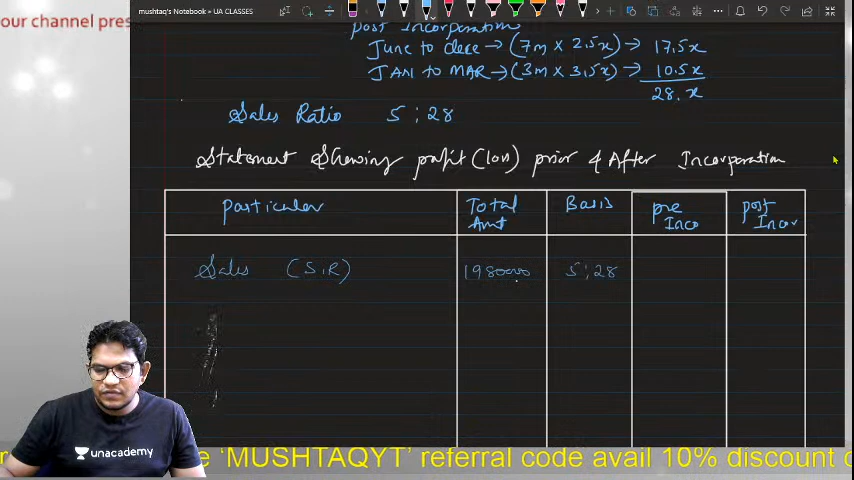 our channel pres
mushtaq's Notebook » UA CLASSES
post Incorporation
June to Dece → (7m x 2.5x) → 17.5x
JAN to MAR → (3m x 3.5x) → 10.5x
28.x
Sales Ratio 5 : 28
Statement Showing profit (loss) prior & After Incorporation
Particular Total Amt Basis pre Inco post Incor
Sales (S.R) 1980000 5 : 28
unacademy
e 'MUSHTAQYT' referral code avail 10% discount